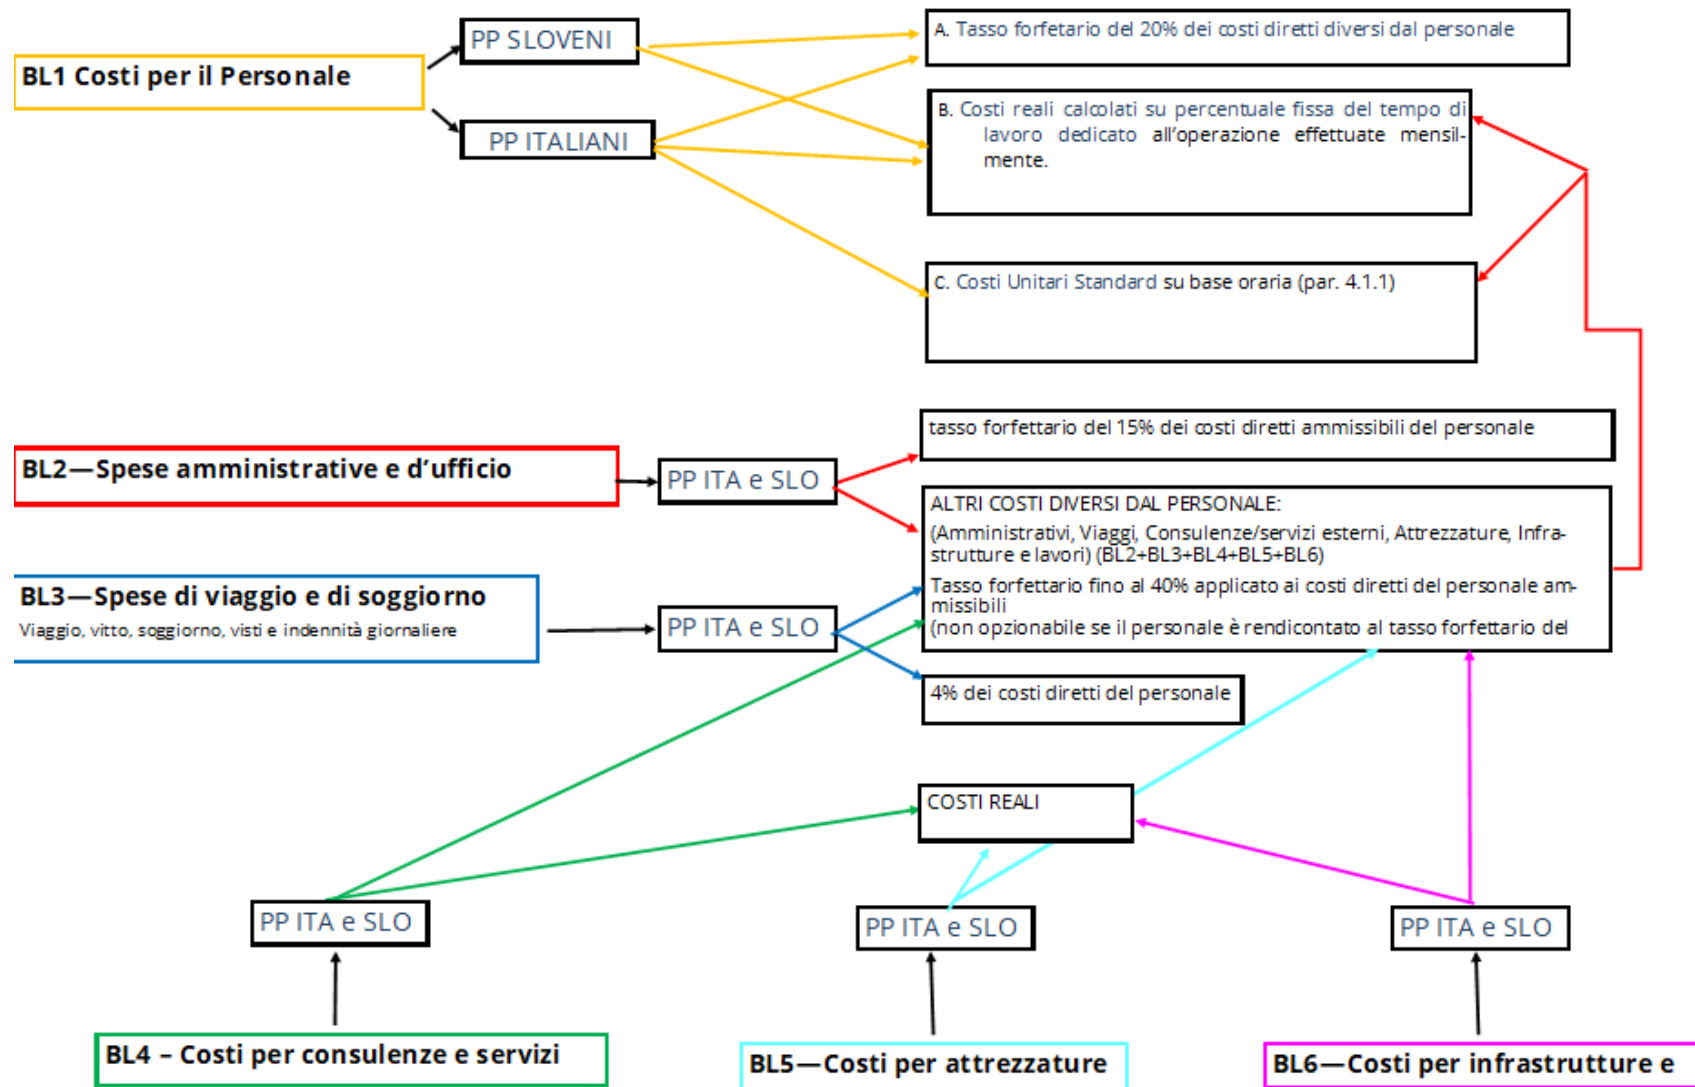 PP SLOVENI
A. Tasso forfetario del 20% dei costi diretti diversi dal personale
BL1 Costi per il Personale
B. Costi reali calcolati su percentuale fissa del tempo di
lavoro dedicato all'operazione effettuate mensil-
mente.
PP ITALIANI
C. Costi Unitari Standard su base oraria (par. 4.1.1)
tasso forfettario del 15% dei costi diretti ammissibili del personale
BL2—Spese amministrative e d'ufficio
PP ITA e SLO
ALTRI COSTI DIVERSI DAL PERSONALE:
(Amministrativi, Viaggi, Consulenze/servizi esterni, Attrezzature, Infra-
strutture e lavori) (BL2+BL3+BL4+BL5+BL6)
Tasso forfettario fino al 40% applicato ai costi diretti del personale am-
missibili
(non opzionabile se il personale è rendicontato al tasso forfettario del
BL3—Spese di viaggio e di soggiorno
Viaggio, vitto, soggiorno, visti e indennità giornaliere
PP ITA e SLO
4% dei costi diretti del personale
COSTI REALI
PP ITA e SLO
PP ITA e SLO
PP ITA e SLO
BL4 – Costi per consulenze e servizi
BL5—Costi per attrezzature
BL6—Costi per infrastrutture e